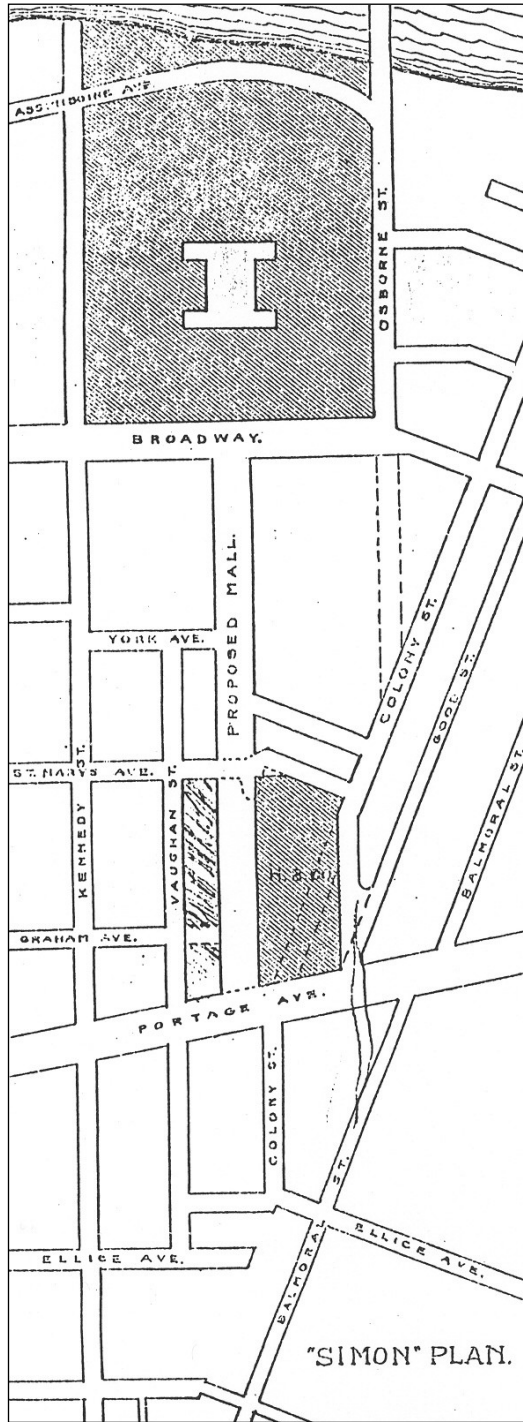 ASSINIBOINE AVE.
OSBORNE ST.
BROADWAY.
PROPOSED MALL.
YORK AVE.
COLONY ST.
GOOD ST.
BALMORAL ST.
ST. MARYS AVE.
KENNEDY ST.
VAUGHAN ST.
GRAHAM AVE.
PORTAGE AVE.
COLONY ST.
BALMORAL ST.
ELLICE AVE.
ELLICE AVE.
"SIMON" PLAN.